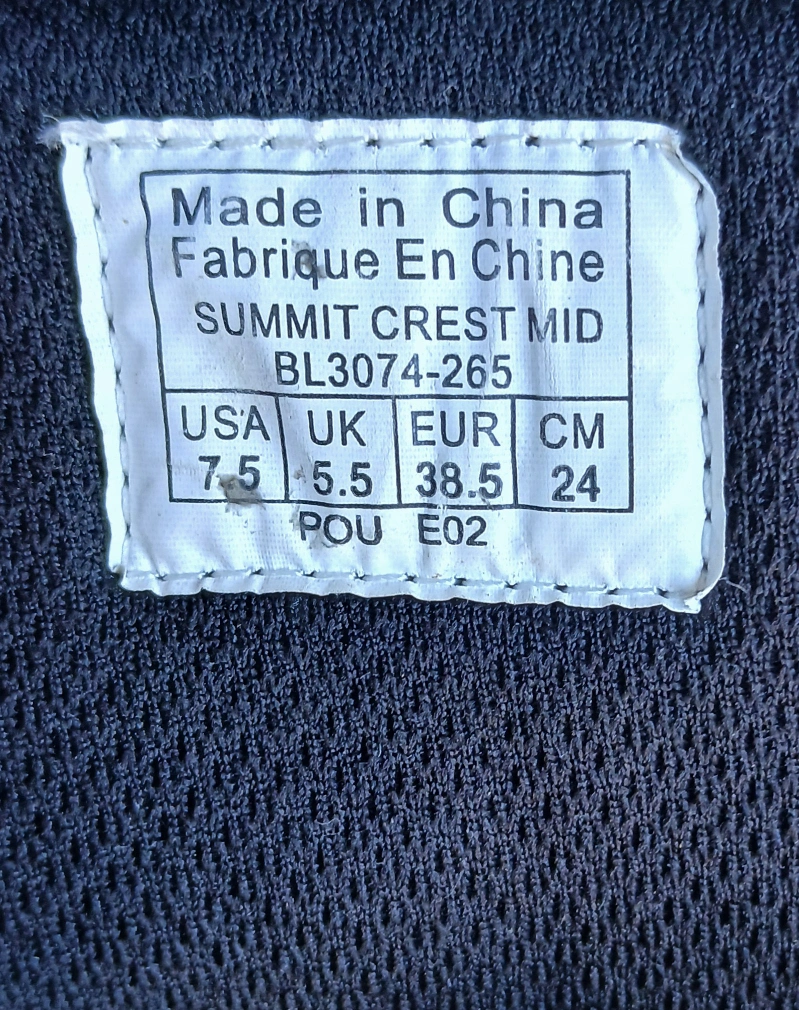 Made in China
Fabrique En Chine
SUMMIT CREST MID
BL3074-265
USA UK EUR CM
7.5 5.5 38.5 24
POU E02